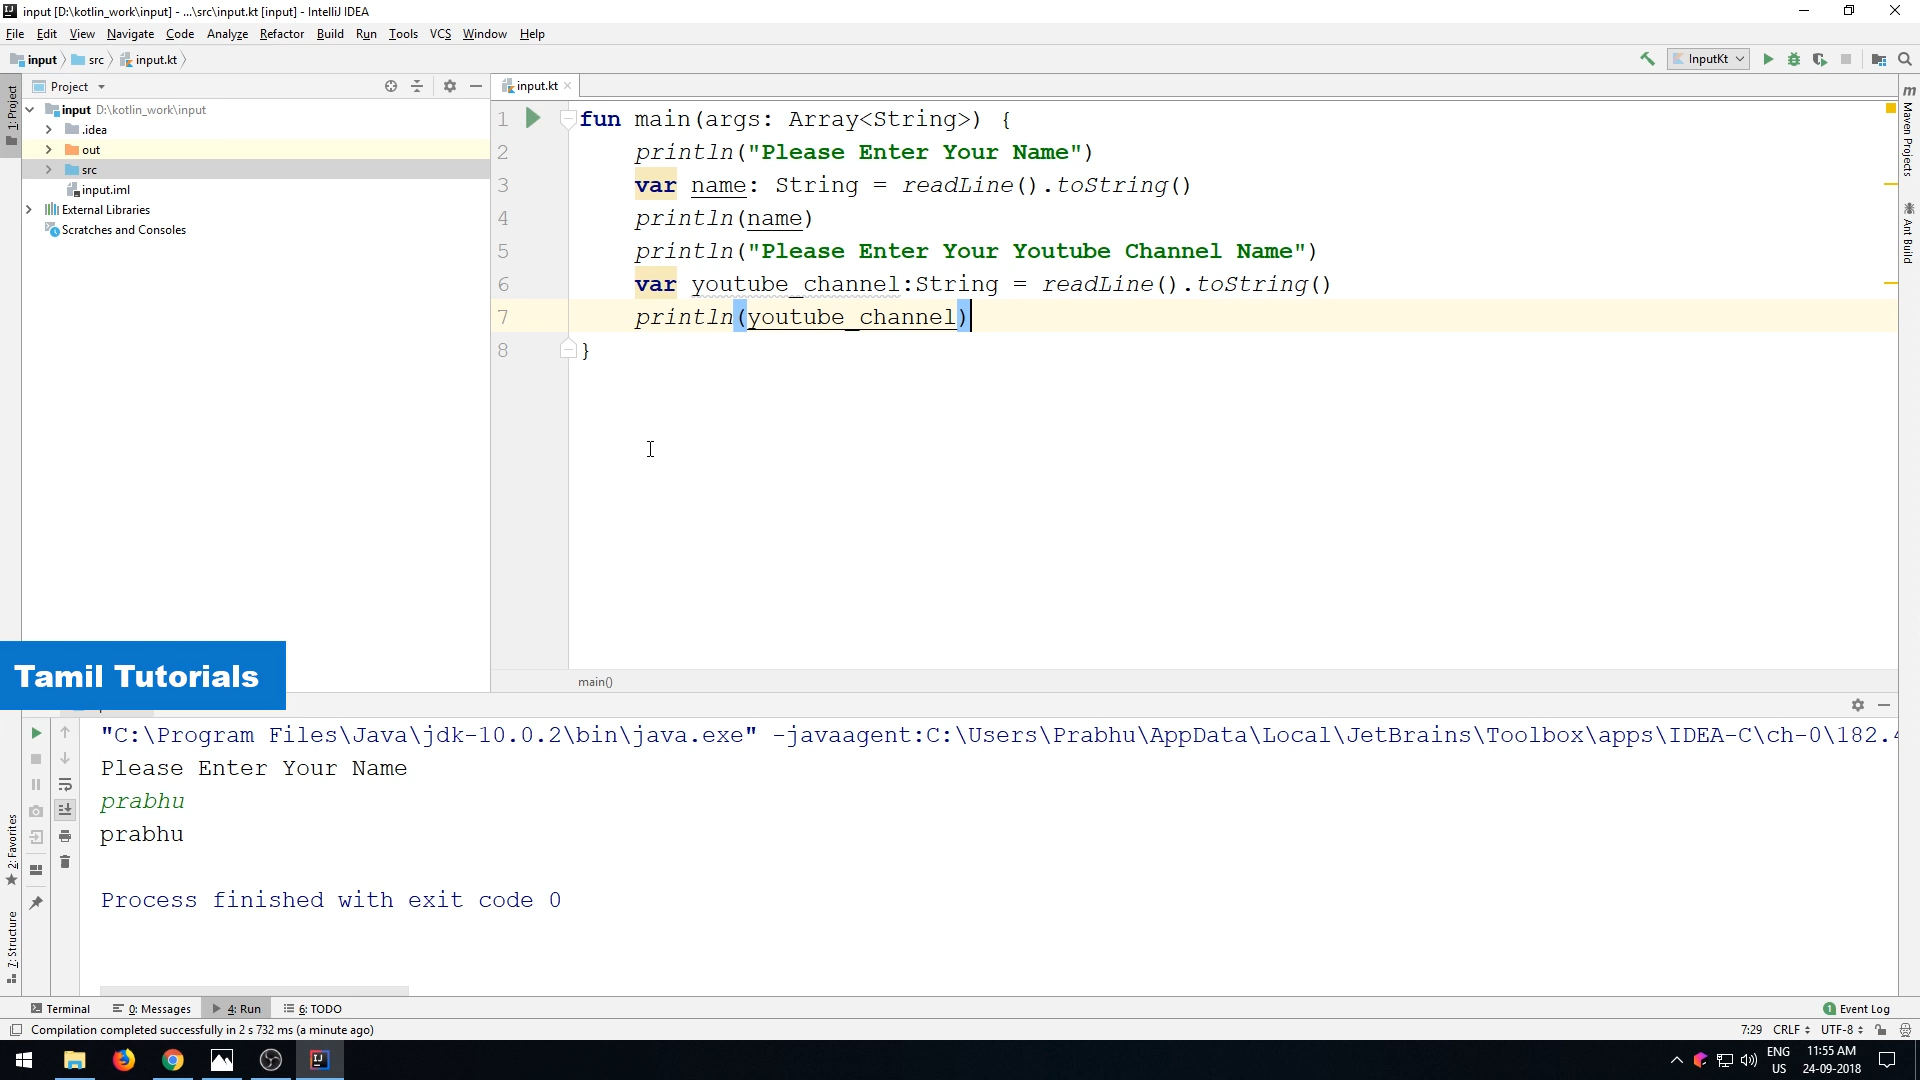 input [D:\kotlin_work\input] - ...\src\input.kt [input] - IntelliJ IDEA
File Edit View Navigate Code Analyze Refactor Build Run Tools VCS Window Help
input src input.kt
InputKt
1: Project
Project
input D:\kotlin_work\input
.idea
out
src
input.iml
External Libraries
Scratches and Consoles
input.kt
1 fun main(args: Array<String>) {
2 println("Please Enter Your Name")
3 var name: String = readLine().toString()
4 println(name)
5 println("Please Enter Your Youtube Channel Name")
6 var youtube_channel:String = readLine().toString()
7 println(youtube_channel)
8 }
main()
m Maven Projects
Ant Build
Tamil Tutorials
"C:\Program Files\Java\jdk-10.0.2\bin\java.exe" -javaagent:C:\Users\Prabhu\AppData\Local\JetBrains\Toolbox\apps\IDEA-C\ch-0\182.4
Please Enter Your Name
prabhu
prabhu
Process finished with exit code 0
2: Favorites
7: Structure
Terminal 0: Messages 4: Run 6: TODO
1 Event Log
Compilation completed successfully in 2 s 732 ms (a minute ago)
7:29 CRLF UTF-8
ENG
US
11:55 AM
24-09-2018